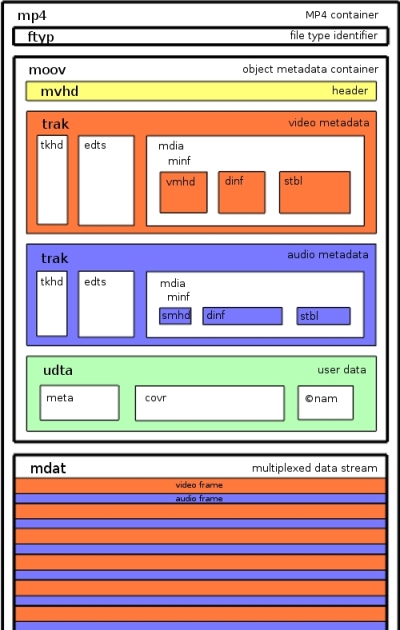 mp4 MP4 container
ftyp file type identifier
moov object metadata container
mvhd header
trak video metadata
tkhd edts mdia
minf
vmhd dinf stbl
trak audio metadata
tkhd edts mdia
minf
smhd dinf stbl
udta user data
meta covr ©nam
mdat multiplexed data stream
video frame
audio frame